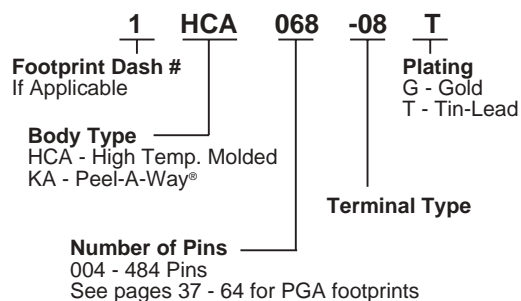 1 HCA 068 -08 T
Footprint Dash #
If Applicable
Plating
G - Gold
T - Tin-Lead
Body Type
HCA - High Temp. Molded
KA - Peel-A-Way®
Terminal Type
Number of Pins
004 - 484 Pins
See pages 37 - 64 for PGA footprints